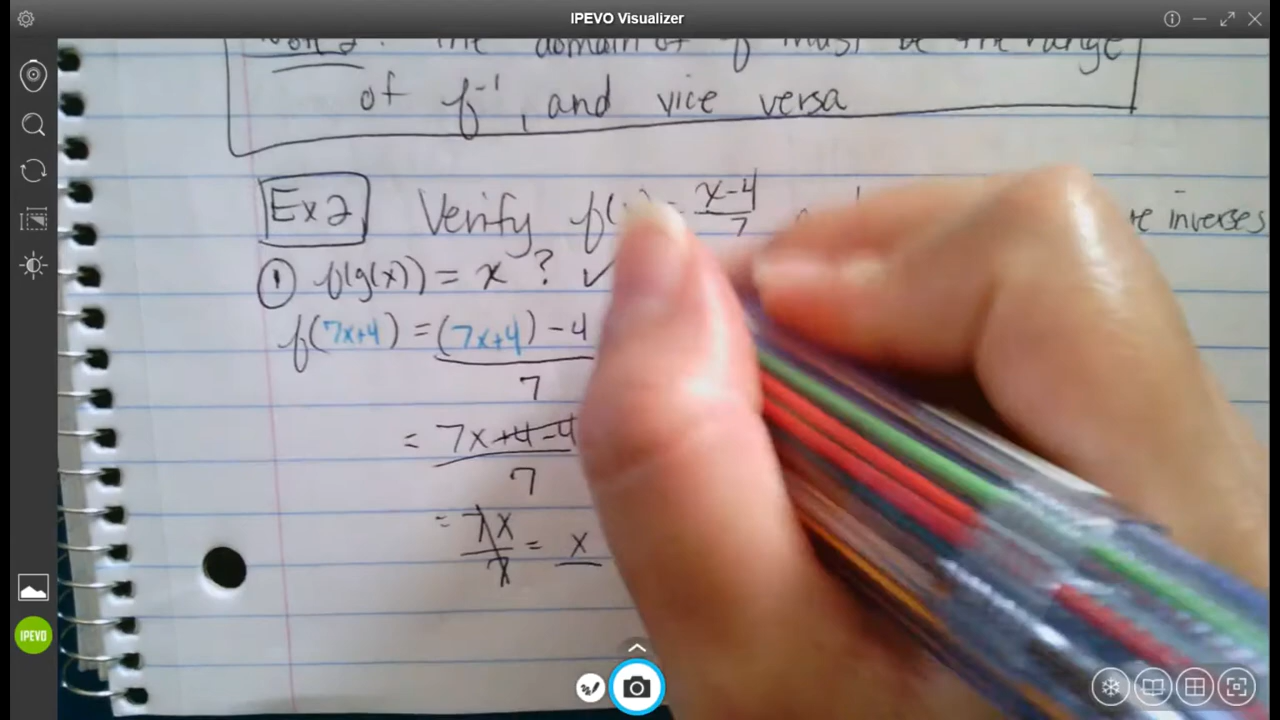 IPEVO Visualizer
The domain of f must be the range
of f⁻¹, and vice versa
Ex 2 Verify f(x) = x-4/7 inverses
① f(g(x)) = x ? ✓
f(7x+4) = (7x+4) - 4
7
= 7x+4-4
7
= 7x/7 = x
IPEVO